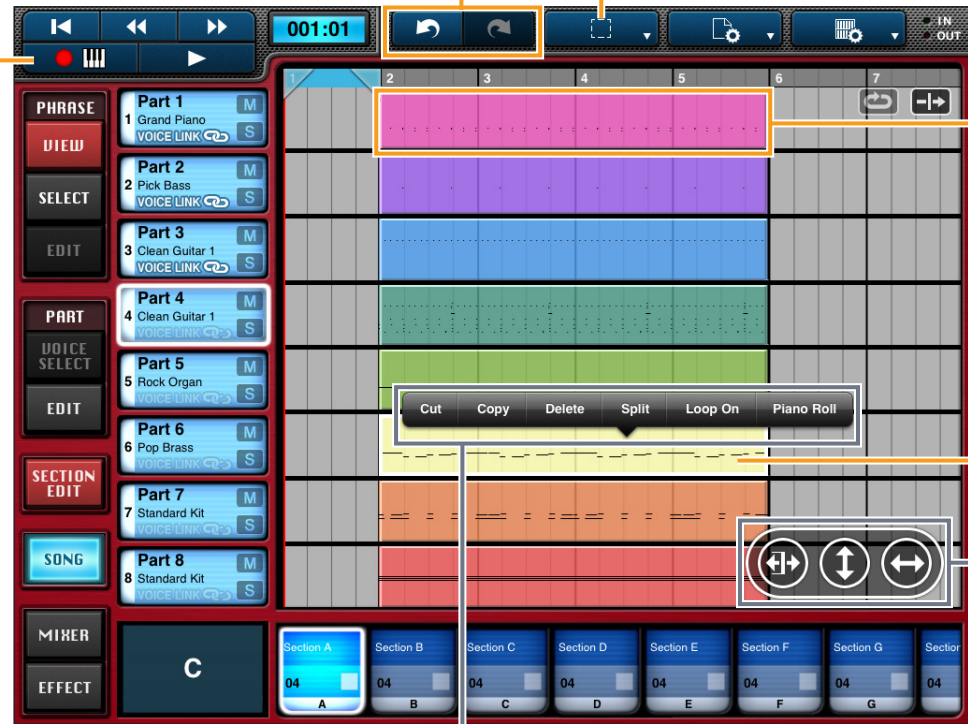 001:01
IN
OUT
1 2 3 4 5 6 7
PHRASE
VIEW
SELECT
EDIT
PART
VOICE
SELECT
EDIT
SECTION
EDIT
SONG
MIXER
EFFECT
Part 1 M
1 Grand Piano
VOICE LINK S
Part 2 M
2 Pick Bass
VOICE LINK S
Part 3 M
3 Clean Guitar 1
VOICE LINK S
Part 4 M
4 Clean Guitar 1
VOICE LINK S
Part 5 M
5 Rock Organ
VOICE LINK S
Part 6 M
6 Pop Brass
VOICE LINK S
Part 7 M
7 Standard Kit
VOICE LINK S
Part 8 M
8 Standard Kit
VOICE LINK S
Cut Copy Delete Split Loop On Piano Roll
C
Section A Section B Section C Section D Section E Section F Section G Section
04 04 04 04 04 04 04 04
A B C D E F G